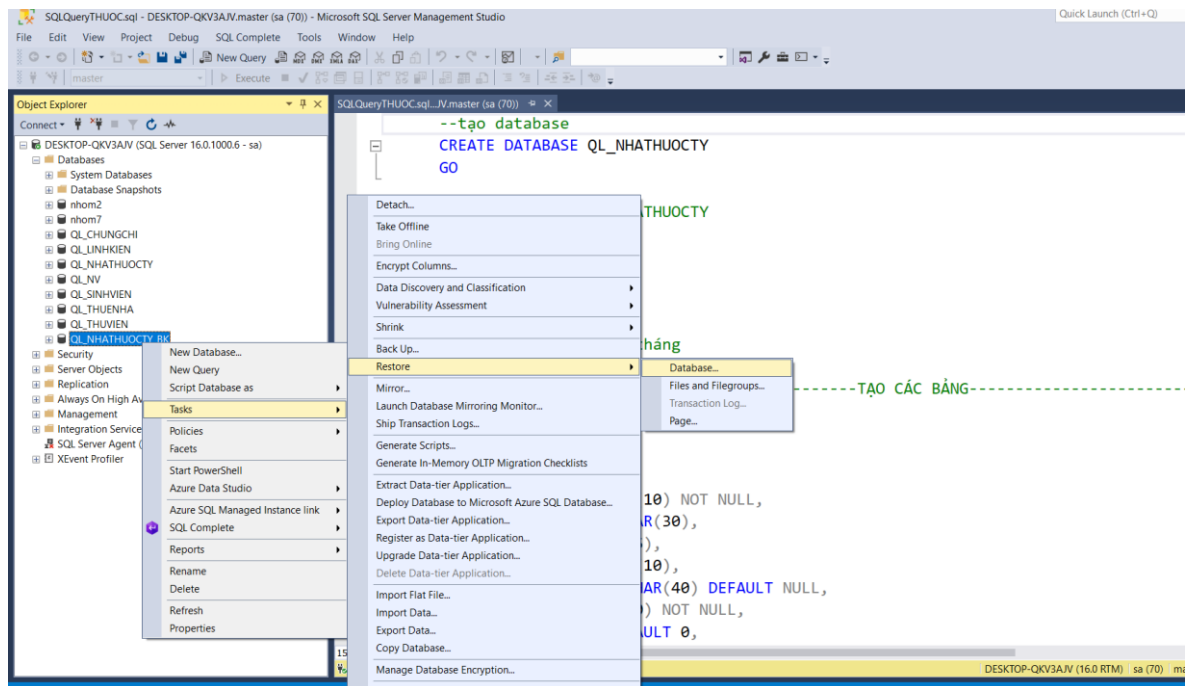 SQLQueryTHUOC.sql - DESKTOP-QKV3AJV.master (sa (70)) - Microsoft SQL Server Management Studio
Quick Launch (Ctrl+Q)
File Edit View Project Debug SQL Complete Tools Window Help
New Query
master
Execute
Object Explorer
SQLQueryTHUOC.sql...JV.master (sa (70))
Connect
DESKTOP-QKV3AJV (SQL Server 16.0.1000.6 - sa)
Databases
System Databases
Database Snapshots
nhom2
nhom7
QL_CHUNGCHI
QL_LINHKIEN
QL_NHATHUOCTY
QL_NV
QL_SINHVIEN
QL_THUENHA
QL_THUVIEN
QL_NHATHUOCTY_BK
Security
Server Objects
Replication
Always On High Av
Management
Integration Service
SQL Server Agent (
XEvent Profiler
New Database...
New Query
Script Database as
Tasks
Policies
Facets
Start PowerShell
Azure Data Studio
Azure SQL Managed Instance link
SQL Complete
Reports
Rename
Delete
Refresh
Properties
Detach...
Take Offline
Bring Online
Encrypt Columns...
Data Discovery and Classification
Vulnerability Assessment
Shrink
Back Up...
Restore
Mirror...
Launch Database Mirroring Monitor...
Ship Transaction Logs...
Generate Scripts...
Generate In-Memory OLTP Migration Checklists
Extract Data-tier Application...
Deploy Database to Microsoft Azure SQL Database...
Export Data-tier Application...
Register as Data-tier Application...
Upgrade Data-tier Application...
Delete Data-tier Application...
Import Flat File...
Import Data...
Export Data...
Copy Database...
Manage Database Encryption...
Database...
Files and Filegroups...
Transaction Log...
Page...
--tạo database
CREATE DATABASE QL_NHATHUOCTY
GO
THUOCTY
háng
-------TẠO CÁC BẢNG-------------------------
10) NOT NULL,
R(30),
),
10),
AR(40) DEFAULT NULL,
) NOT NULL,
ULT 0,
15
DESKTOP-QKV3AJV (16.0 RTM) sa (70) ma